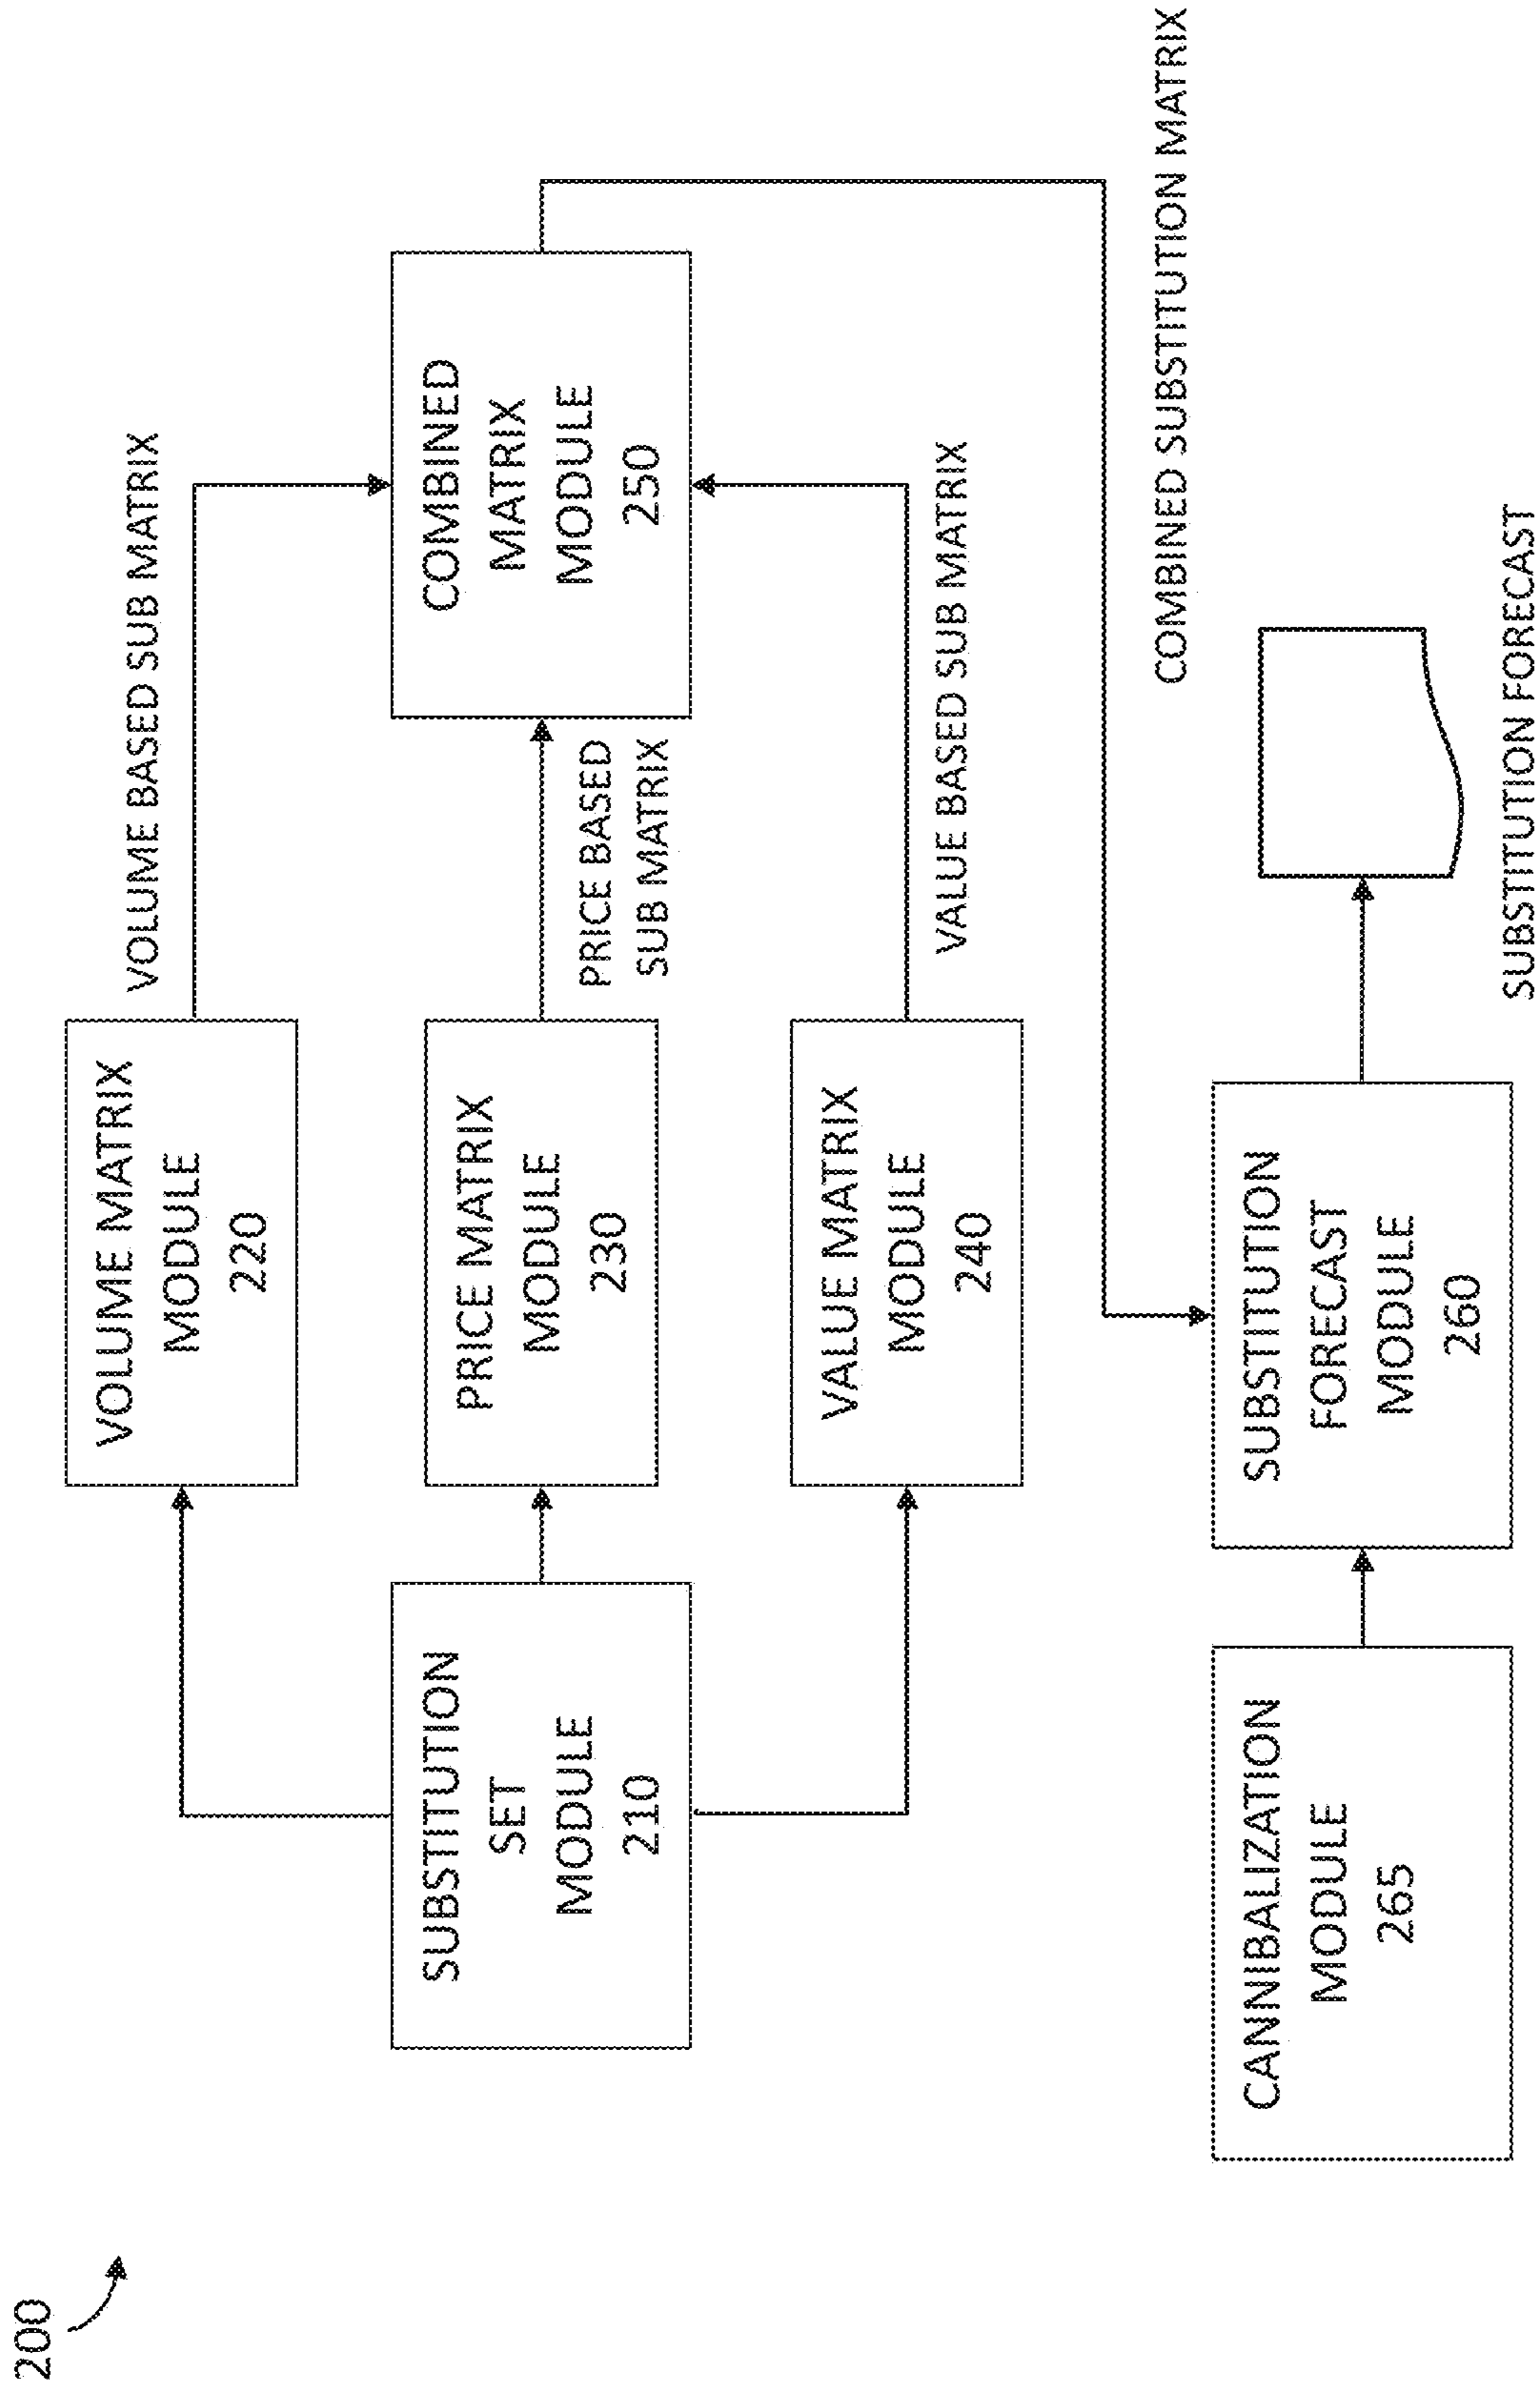 200
VOLUME MATRIX
MODULE
220
VOLUME BASED SUB MATRIX
SUBSTITUTION
SET
MODULE
210
PRICE MATRIX
MODULE
230
PRICE BASED
SUB MATRIX
COMBINED
MATRIX
MODULE
250
VALUE MATRIX
MODULE
240
VALUE BASED SUB MATRIX
COMBINED SUBSTITUTION MATRIX
CANNIBALIZATION
MODULE
265
SUBSTITUTION
FORECAST
MODULE
260
SUBSTITUTION FORECAST